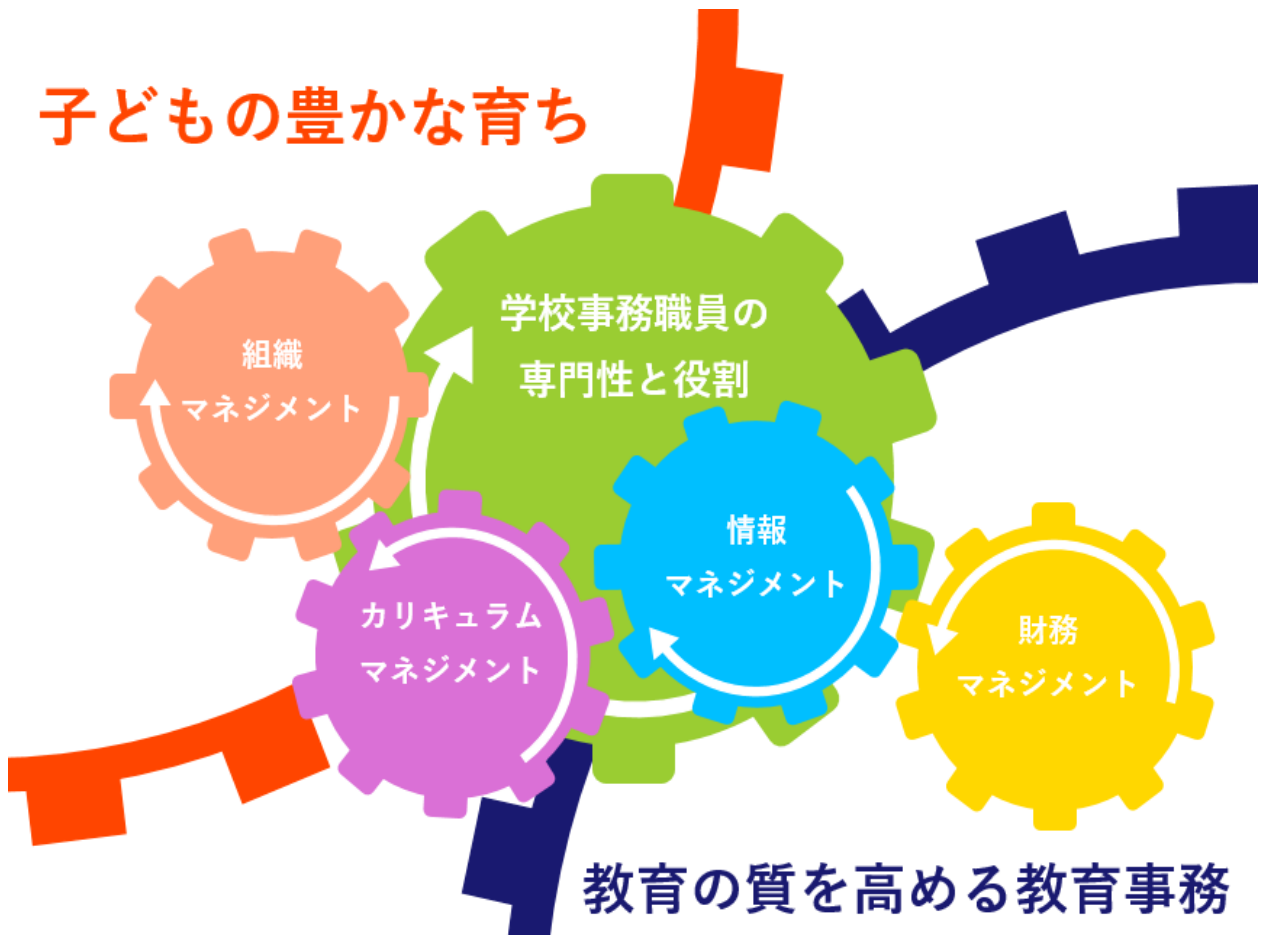 子どもの豊かな育ち
学校事務職員の
専門性と役割
組織
マネジメント
情報
マネジメント
カリキュラム
マネジメント
財務
マネジメント
教育の質を高める教育事務